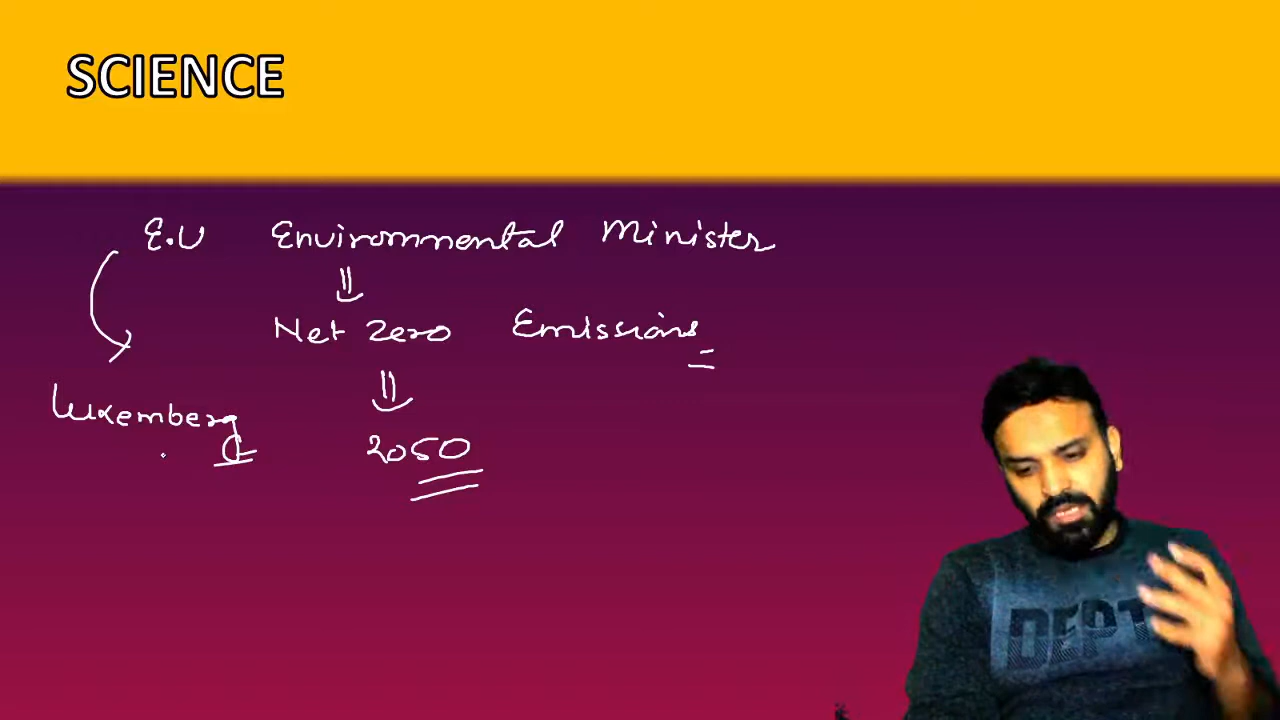 SCIENCE
E.U Environmental Minister
Net Zero Emissions
Luxemberg 2050
DEPT